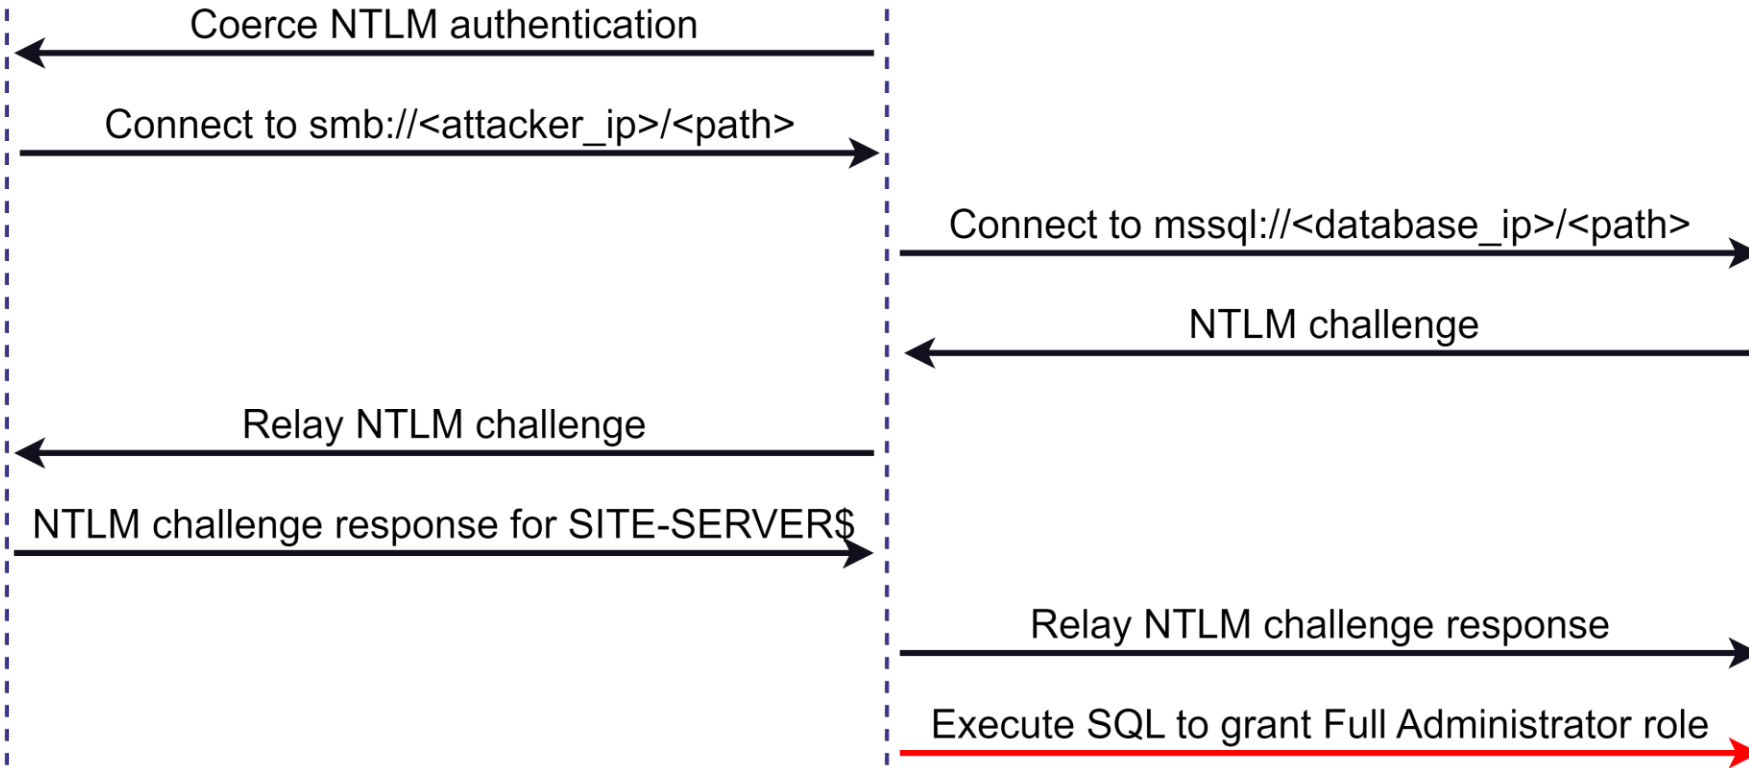 Coerce NTLM authentication
Connect to smb://<attacker_ip>/<path>
Connect to mssql://<database_ip>/<path>
NTLM challenge
Relay NTLM challenge
NTLM challenge response for SITE-SERVER$
Relay NTLM challenge response
Execute SQL to grant Full Administrator role